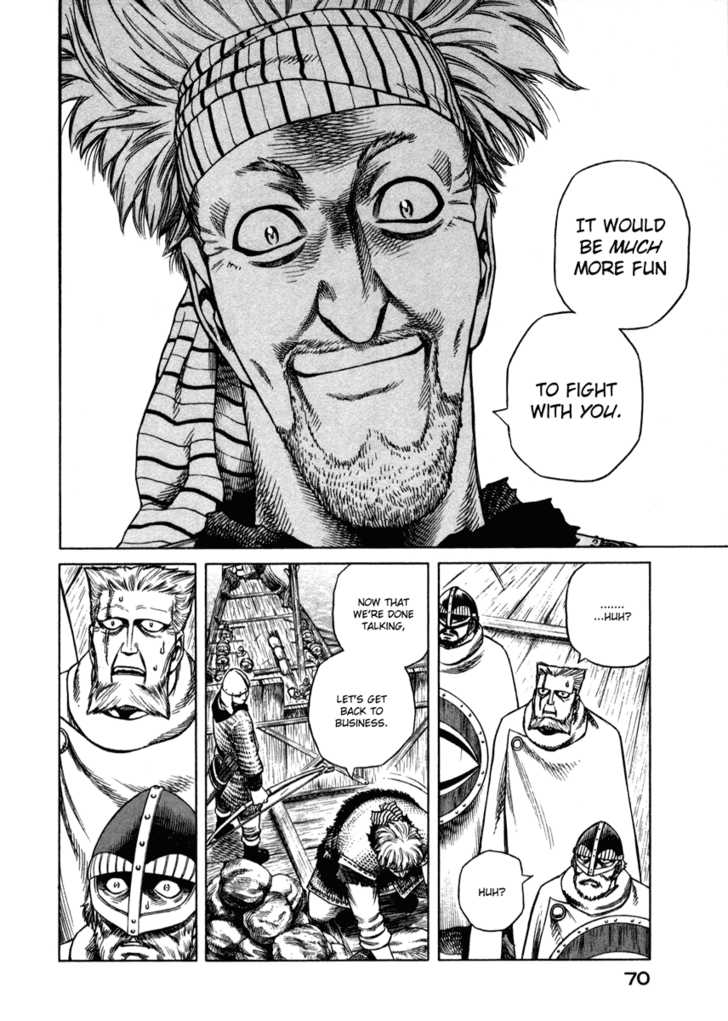 IT WOULD
BE MUCH
MORE FUN
TO FIGHT
WITH YOU.
.......
...HUH?
HUH?
NOW THAT
WE'RE DONE
TALKING,
LET'S GET
BACK TO
BUSINESS.
70